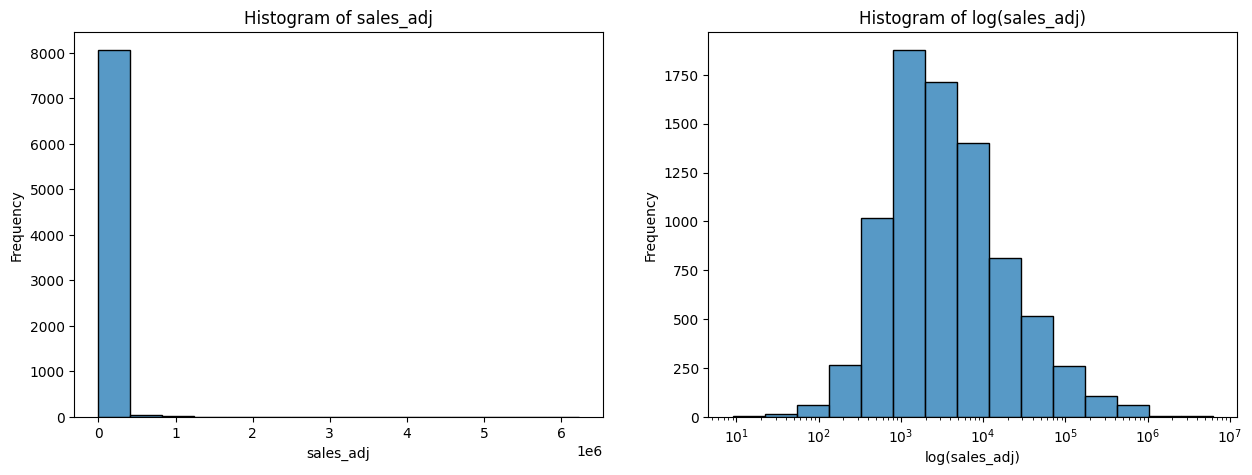 Histogram of sales_adj
Frequency
8000
7000
6000
5000
4000
3000
2000
1000
0
0 1 2 3 4 5 6
1e6
sales_adj
Histogram of log(sales_adj)
Frequency
1750
1500
1250
1000
750
500
250
0
10¹ 10² 10³ 10⁴ 10⁵ 10⁶ 10⁷
log(sales_adj)